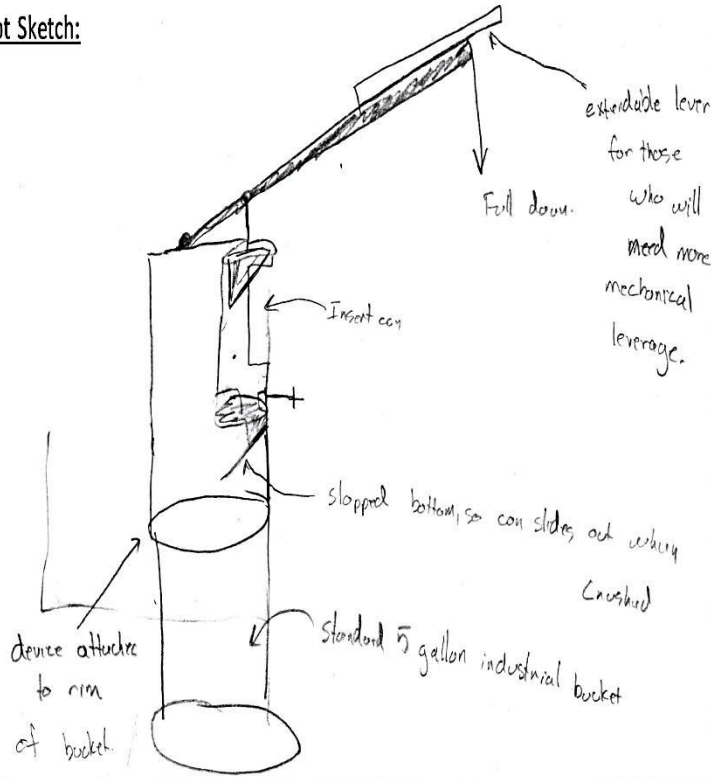 pt Sketch:
extendable lever
for those
who will
need more
mechanical
leverage.
Pull down.
Insert can
slopped bottom, so can slides out when
crushed
device attaches
to rim
of bucket.
Standard 5 gallon industrial bucket